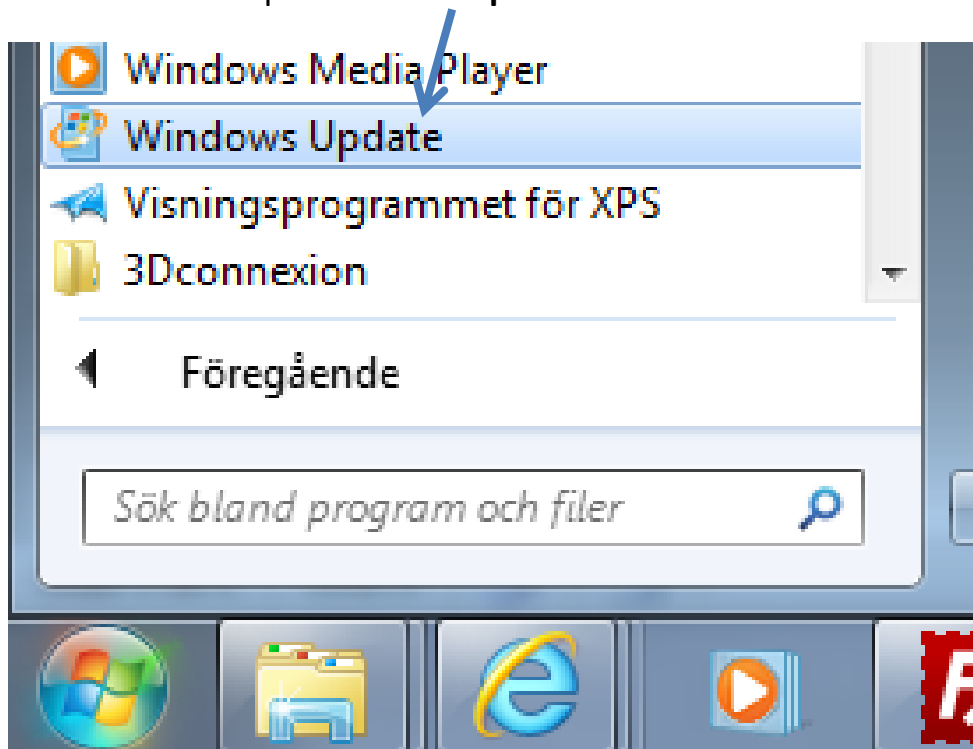 Windows Media Player
Windows Update
Visningsprogrammet för XPS
3Dconnexion
Föregående
Sök bland program och filer